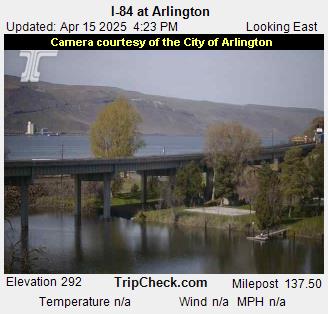 I-84 at Arlington
Updated: Apr 15 2025 4:23 PM Looking East
Camera courtesy of the City of Arlington
Elevation 292 TripCheck.com Milepost 137.50
Temperature n/a Wind n/a MPH n/a